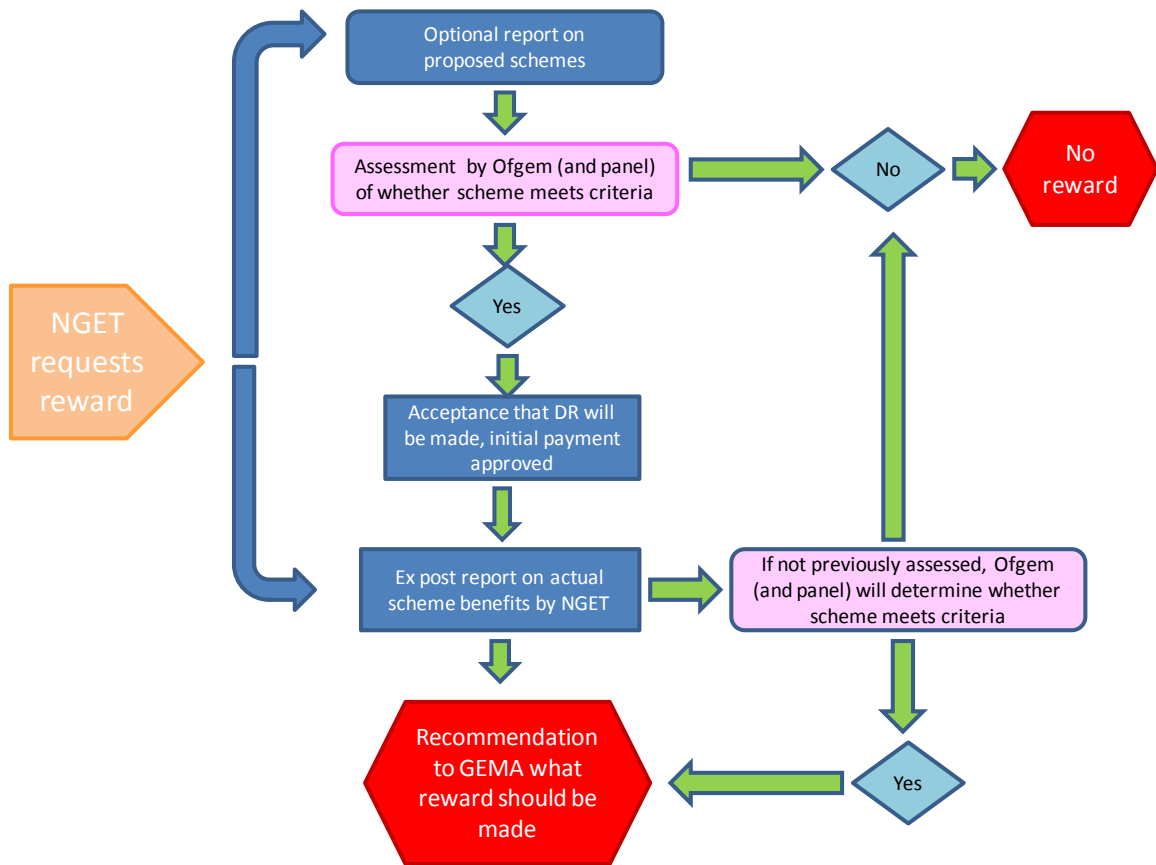 Optional report on
proposed schemes
Assessment by Ofgem (and panel)
of whether scheme meets criteria
No
No
reward
Yes
NGET
requests
reward
Acceptance that DR will
be made, initial payment
approved
Ex post report on actual
scheme benefits by NGET
If not previously assessed, Ofgem
(and panel) will determine whether
scheme meets criteria
Recommendation
to GEMA what
reward should be
made
Yes